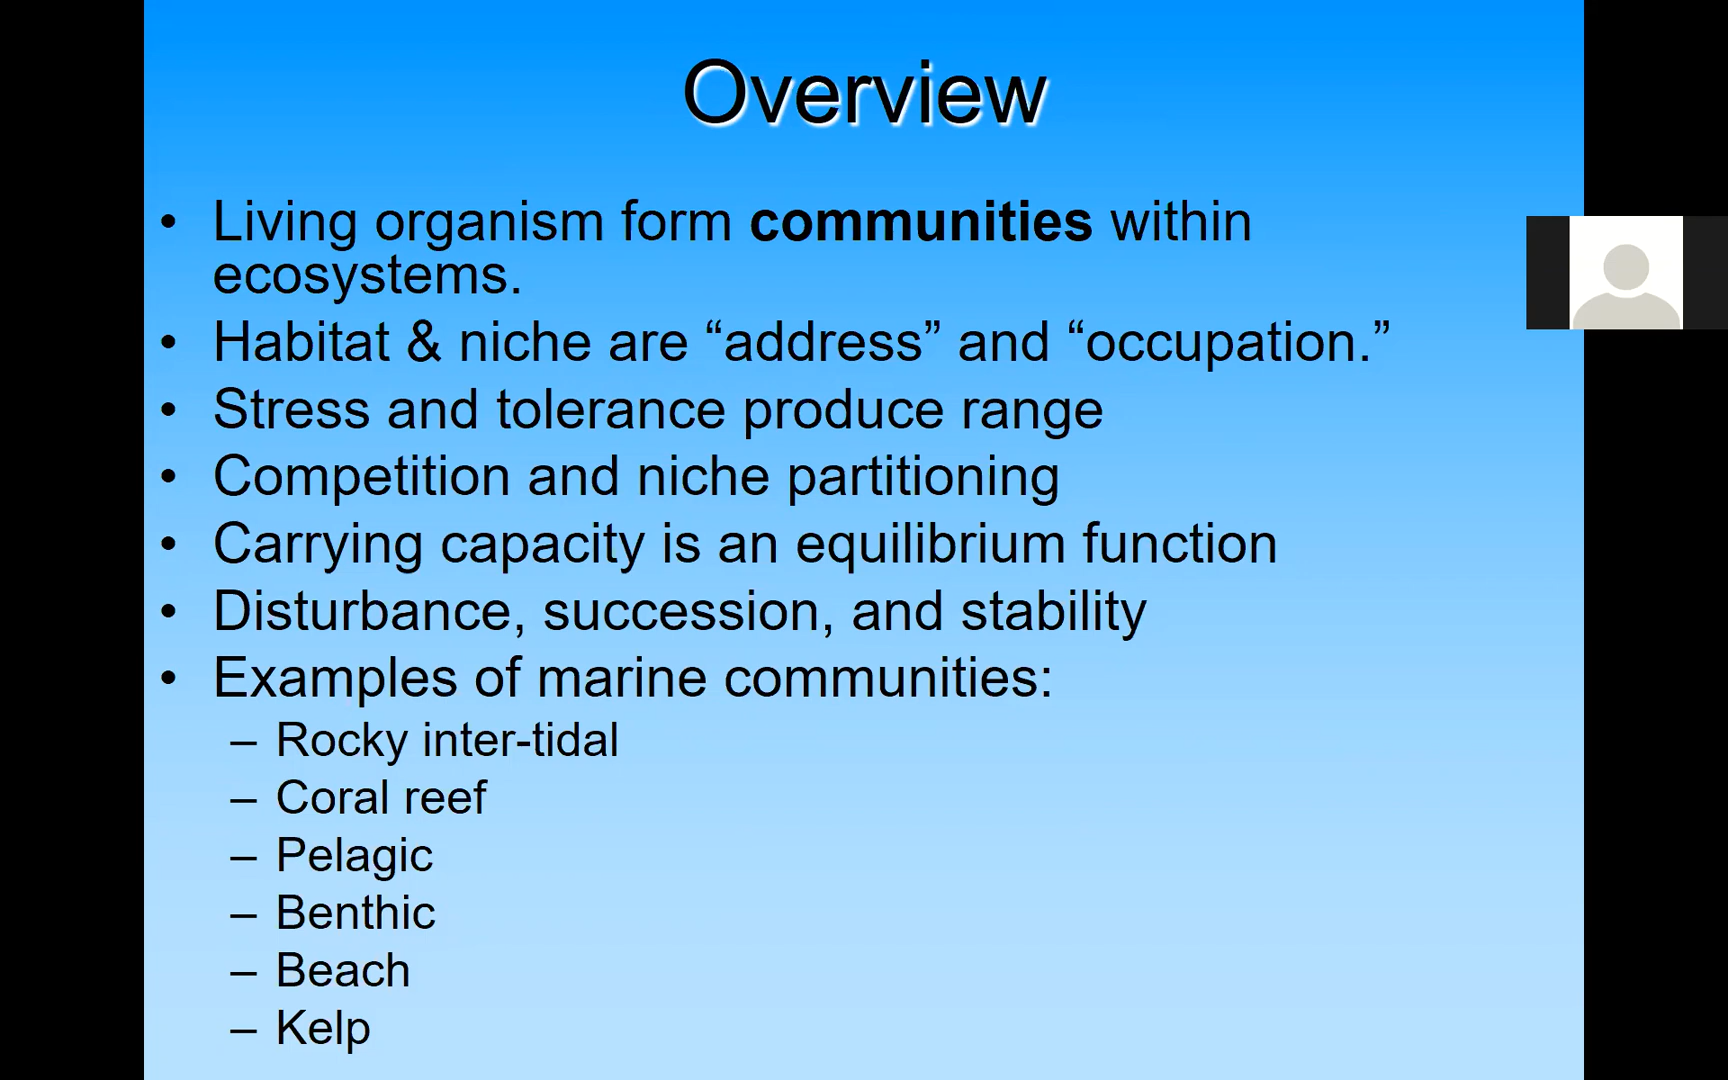 Overview
• Living organism form communities within
ecosystems.
• Habitat & niche are “address” and “occupation.”
• Stress and tolerance produce range
• Competition and niche partitioning
• Carrying capacity is an equilibrium function
• Disturbance, succession, and stability
• Examples of marine communities:
– Rocky inter-tidal
– Coral reef
– Pelagic
– Benthic
– Beach
– Kelp